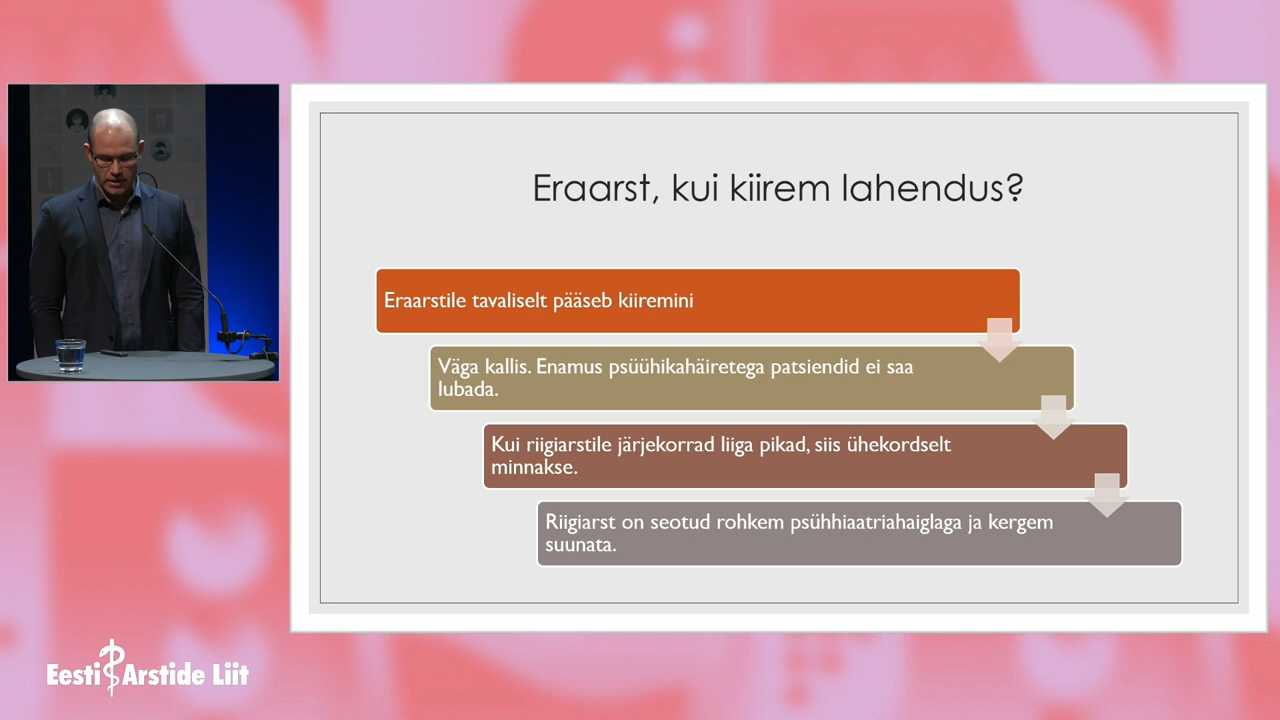 Eraarst, kui kiirem lahendus?
Eraarstile tavaliselt pääseb kiiremini
Väga kallis. Enamus psüühikahäiretega patsiendid ei saa
lubada.
Kui riigiarstile järjekorrad liiga pikad, siis ühekordselt
minnakse.
Riigiarst on seotud rohkem psühhiaatriahaiglaga ja kergem
suunata.
Eesti Arstide Liit